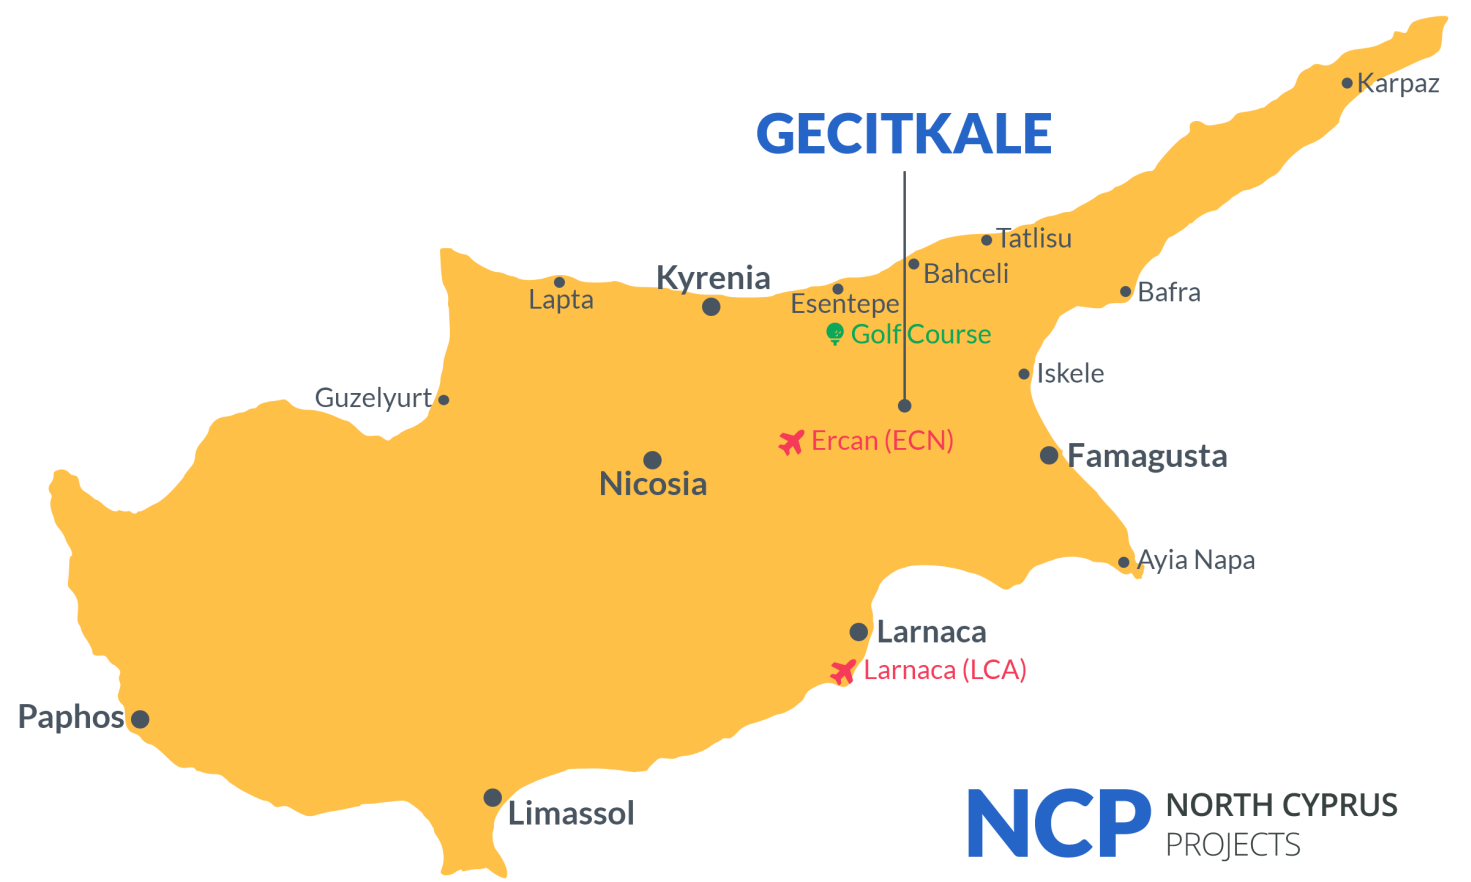 Karpaz
GECITKALE
Tatlisu
Bahceli
Kyrenia
Lapta
Esentepe
Bafra
Golf Course
Iskele
Guzelyurt
Ercan (ECN)
Famagusta
Nicosia
Ayia Napa
Larnaca
Larnaca (LCA)
Paphos
Limassol
NCP
NORTH CYPRUS
PROJECTS